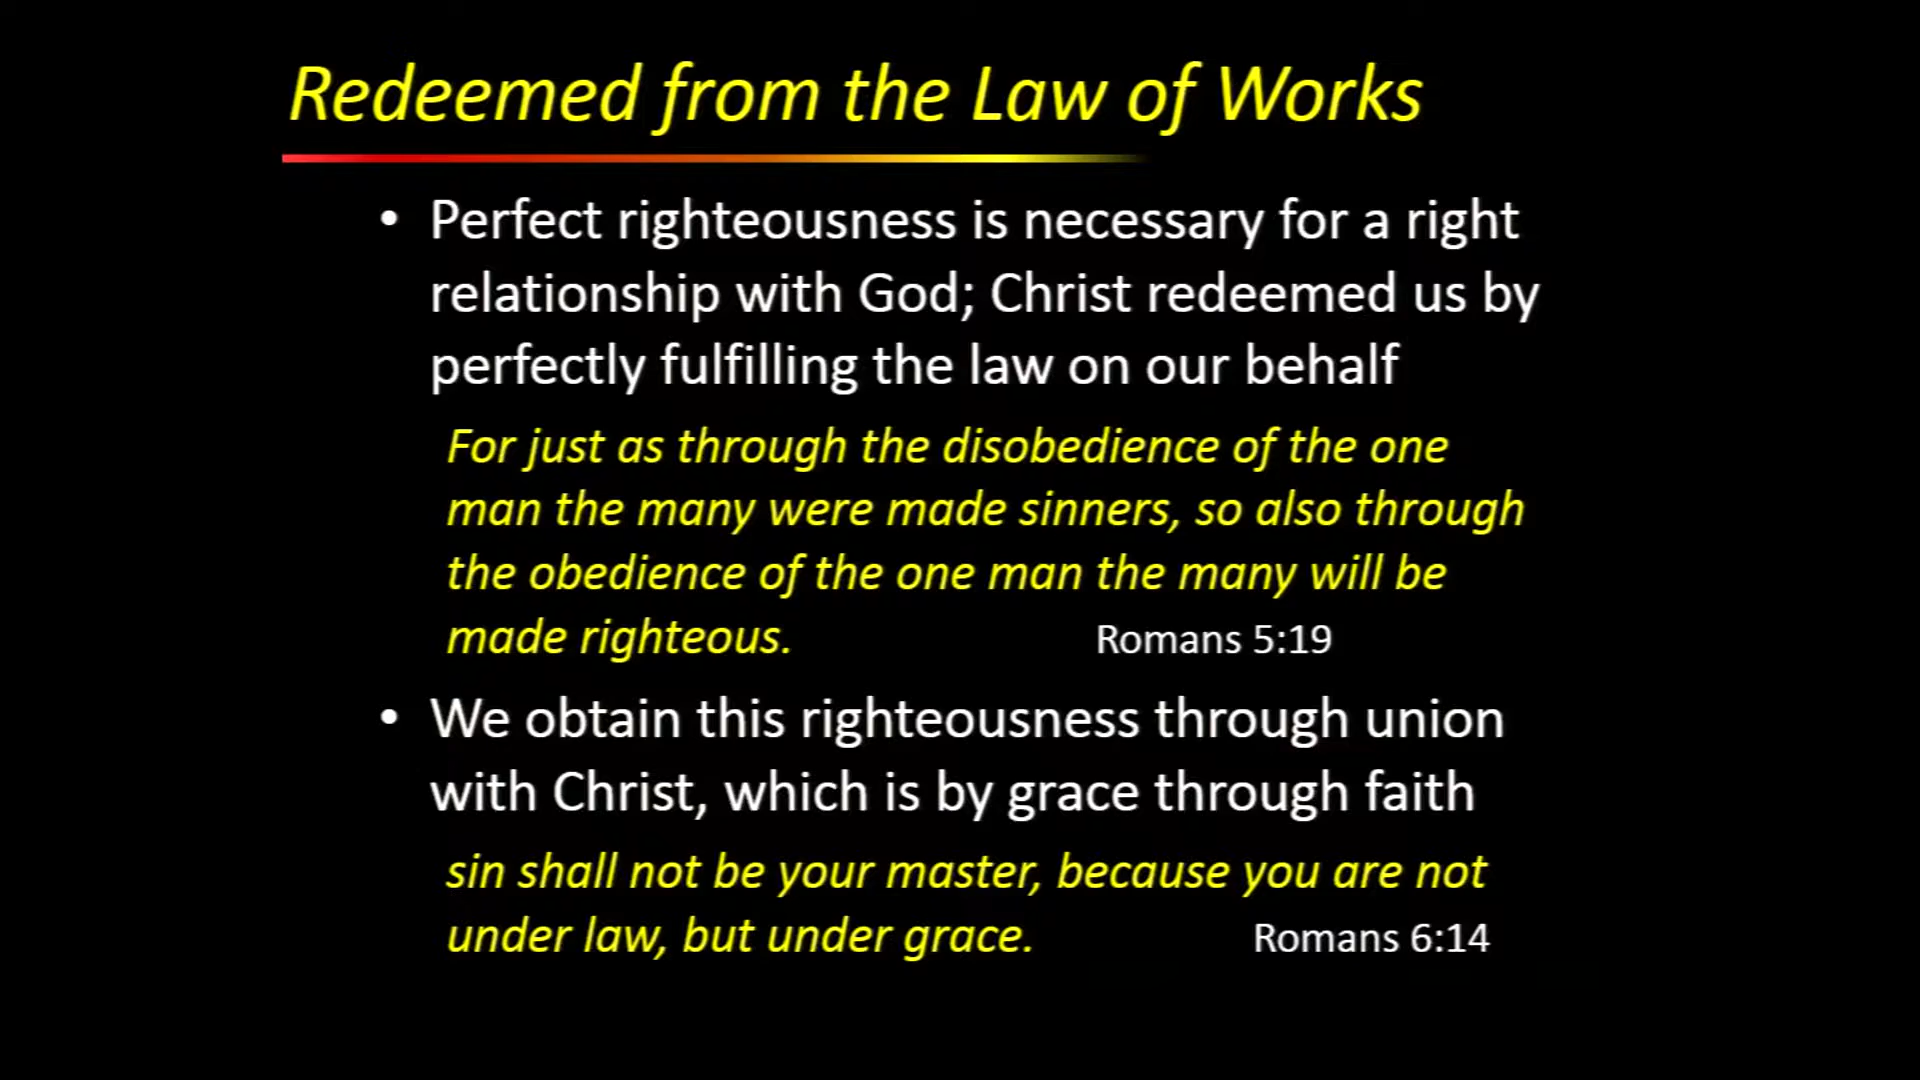 Redeemed from the Law of Works
• Perfect righteousness is necessary for a right
relationship with God; Christ redeemed us by
perfectly fulfilling the law on our behalf
For just as through the disobedience of the one
man the many were made sinners, so also through
the obedience of the one man the many will be
made righteous. Romans 5:19
• We obtain this righteousness through union
with Christ, which is by grace through faith
sin shall not be your master, because you are not
under law, but under grace. Romans 6:14